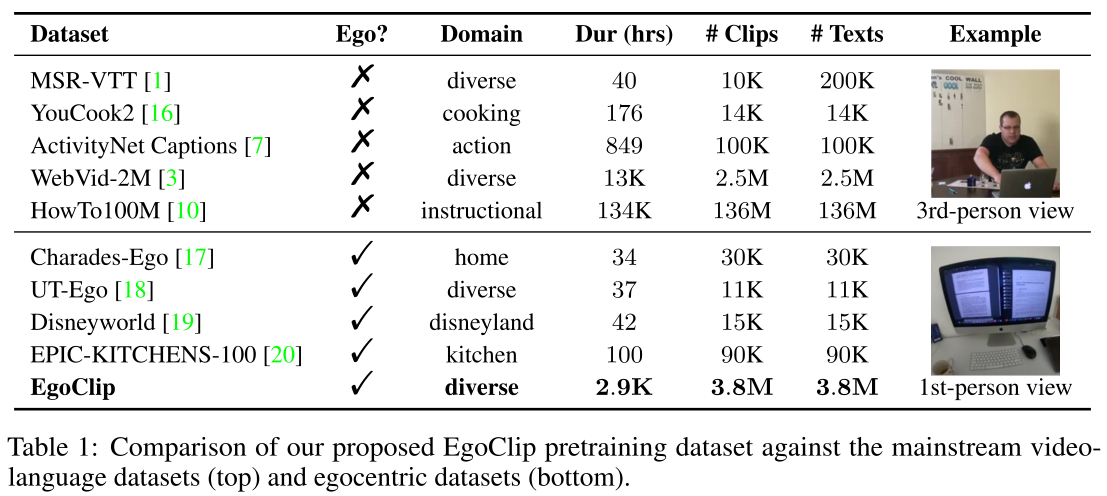 Dataset Ego? Domain Dur (hrs) # Clips # Texts Example
MSR-VTT [1] ✗ diverse 40 10K 200K
YouCook2 [16] ✗ cooking 176 14K 14K
ActivityNet Captions [7] ✗ action 849 100K 100K
WebVid-2M [3] ✗ diverse 13K 2.5M 2.5M
HowTo100M [10] ✗ instructional 134K 136M 136M 3rd-person view
Charades-Ego [17] ✓ home 34 30K 30K
UT-Ego [18] ✓ diverse 37 11K 11K
Disneyworld [19] ✓ disneyland 42 15K 15K
EPIC-KITCHENS-100 [20] ✓ kitchen 100 90K 90K
EgoClip ✓ diverse 2.9K 3.8M 3.8M 1st-person view
COOL WALL
Table 1: Comparison of our proposed EgoClip pretraining dataset against the mainstream video-
language datasets (top) and egocentric datasets (bottom).